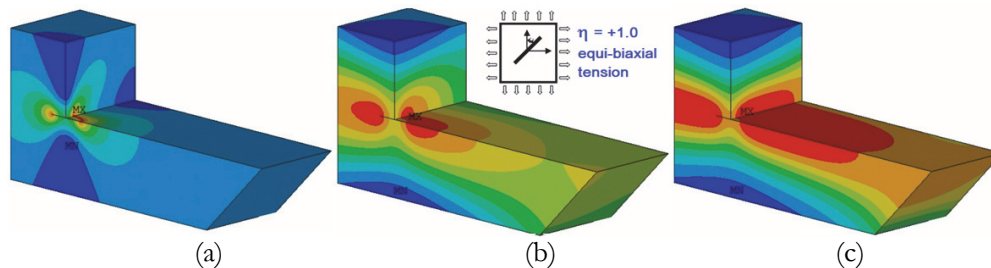 η = +1.0
equi-biaxial
tension
MX
MN
MX
MN
MX
MN
(a)
(b)
(c)